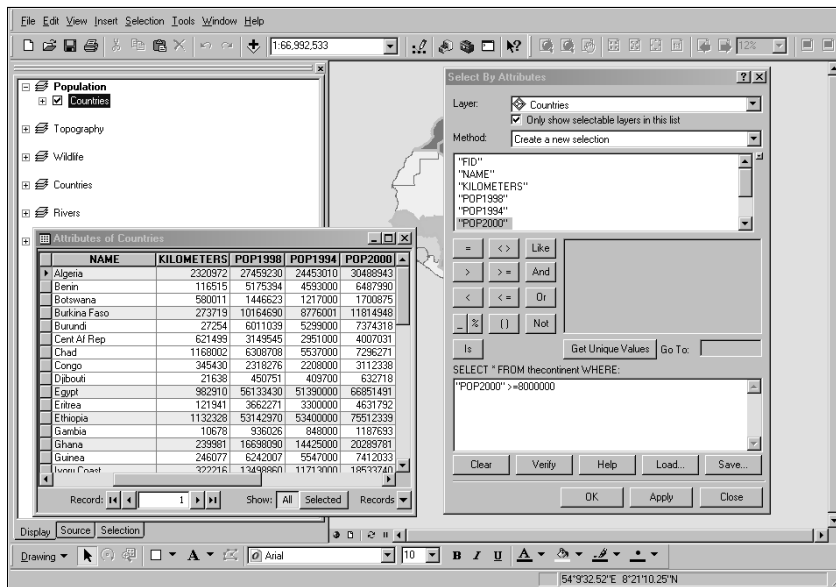 File Edit View Insert Selection Tools Window Help
1:66,992,533
12%
Population
Countries
Topography
Wildlife
Countries
Rivers
Select By Attributes
Layer: Countries
Only show selectable layers in this list
Method: Create a new selection
"FID"
"NAME"
"KILOMETERS"
"POP1998"
"POP1994"
"POP2000"
= <> Like
> >= And
< <= Or
_ % () Not
Is Get Unique Values Go To:
SELECT * FROM thecontinent WHERE:
"POP2000" >=8000000
Clear Verify Help Load... Save...
OK Apply Close
Attributes of Countries
NAME KILOMETERS POP1998 POP1994 POP2000
Algeria 2320972 27459230 24453010 30488943
Benin 116515 5175394 4593000 6487990
Botswana 580011 1446623 1217000 1700875
Burkina Faso 273719 10164690 8776001 11814948
Burundi 27254 6011039 5299000 7374318
Cent Af Rep 621499 3149545 2951000 4007031
Chad 1168002 6308708 5537000 7296271
Congo 345430 2318276 2208000 3112338
Djibouti 21638 450751 409700 632718
Egypt 982910 56133430 51390000 66851491
Eritrea 121941 3662271 3300000 4631792
Ethiopia 1132328 53142970 53400000 75512339
Gambia 10678 936026 848000 1187693
Ghana 239981 16698090 14425000 20289781
Guinea 246077 6242007 5547000 7412033
Ivory Coast 322216 13498860 11713000 18533740
Record: 1 Show: All Selected Records
Display Source Selection
Drawing A Arial 10 B I U A
54°9'32.52"E 8°21'10.25"N